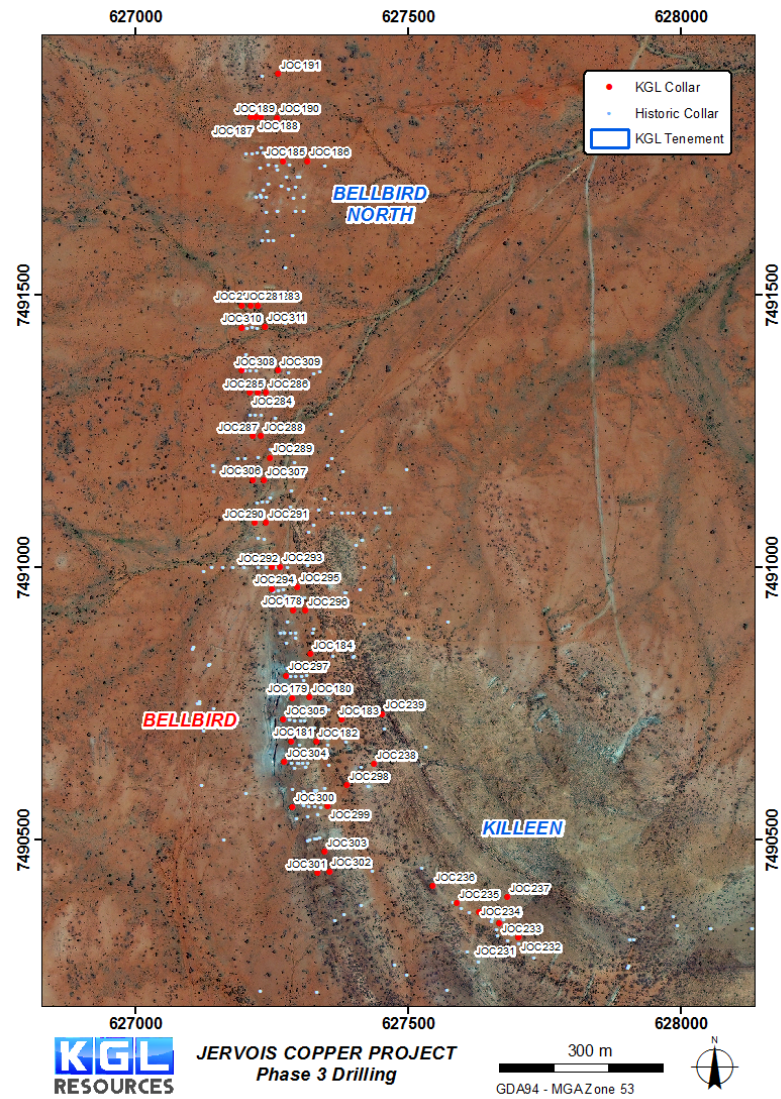 627000 627500 628000
JOC191
KGL Collar
Historic Collar
KGL Tenement
JOC189 JOC190
JOC187 JOC188
JOC185 JOC186
BELLBIRD
NORTH
7491500 7491500
JOC281 283
JOC310 JOC311
JOC308 JOC309
JOC285 JOC286
JOC284
JOC287 JOC288
JOC289
JOC306 JOC307
JOC290 JOC291
7491000 7491000
JOC292 JOC293
JOC294 JOC295
JOC178 JOC296
JOC184
JOC297
JOC179 JOC180
BELLBIRD JOC305 JOC183 JOC239
JOC181 JOC182
JOC304 JOC238
JOC298
JOC300
JOC299
KILLEEN
7490500 7490500
JOC303
JOC301 JOC302
JOC236
JOC235 JOC237
JOC234
JOC233
JOC231 JOC232
627000 627500 628000
KGL
RESOURCES
JERVOIS COPPER PROJECT
Phase 3 Drilling
300 m
GDA94 - MGA Zone 53
N